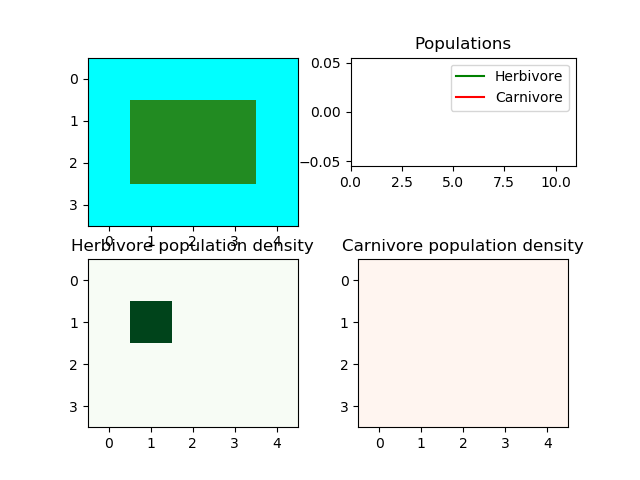 0
1
2
3
0 1 2 3 4
Populations
0.05
0.00
−0.05
0.0 2.5 5.0 7.5 10.0
Herbivore
Carnivore
Herbivore population density
0
1
2
3
0 1 2 3 4
Carnivore population density
0
1
2
3
0 1 2 3 4